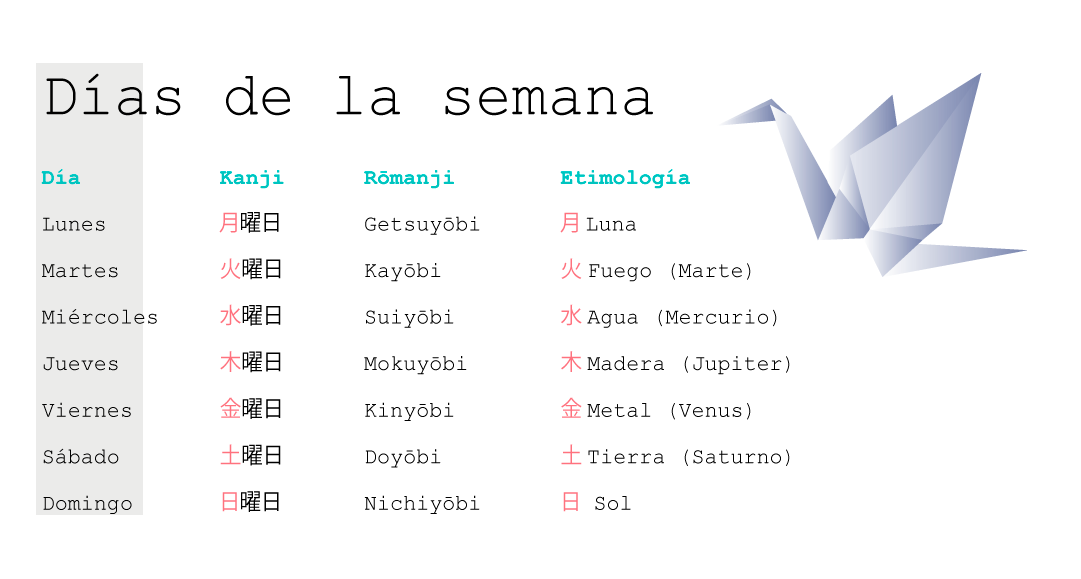 Días de la semana
Día Kanji Rōmanji Etimología
Lunes 月曜日 Getsuyōbi 月 Luna
Martes 火曜日 Kayōbi 火 Fuego (Marte)
Miércoles 水曜日 Suiyōbi 水 Agua (Mercurio)
Jueves 木曜日 Mokuyōbi 木 Madera (Jupiter)
Viernes 金曜日 Kinyōbi 金 Metal (Venus)
Sábado 土曜日 Doyōbi 土 Tierra (Saturno)
Domingo 日曜日 Nichiyōbi 日 Sol